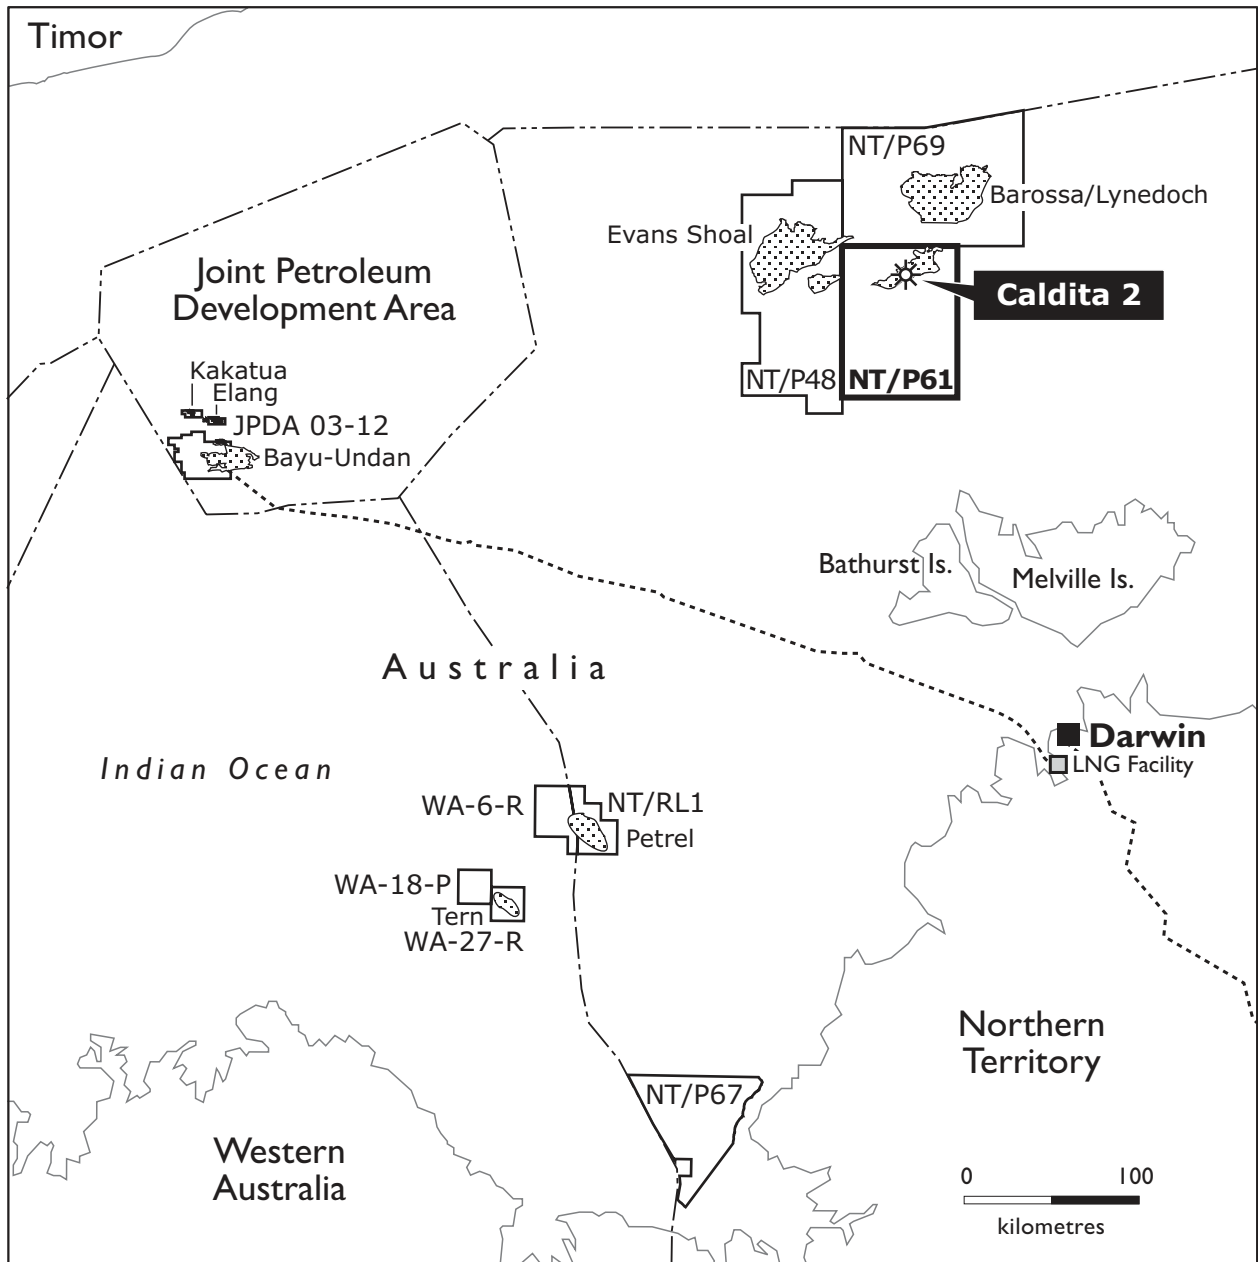 Timor
NT/P69
Barossa/Lynedoch
Evans Shoal
Joint Petroleum
Development Area
Caldita 2
Kakatua
Elang
NT/P48
NT/P61
JPDA 03-12
Bayu-Undan
Bathurst Is.
Melville Is.
Australia
Darwin
LNG Facility
Indian Ocean
WA-6-R
NT/RL1
Petrel
WA-18-P
Tern
WA-27-R
Northern
Territory
NT/P67
Western
Australia
0 100
kilometres